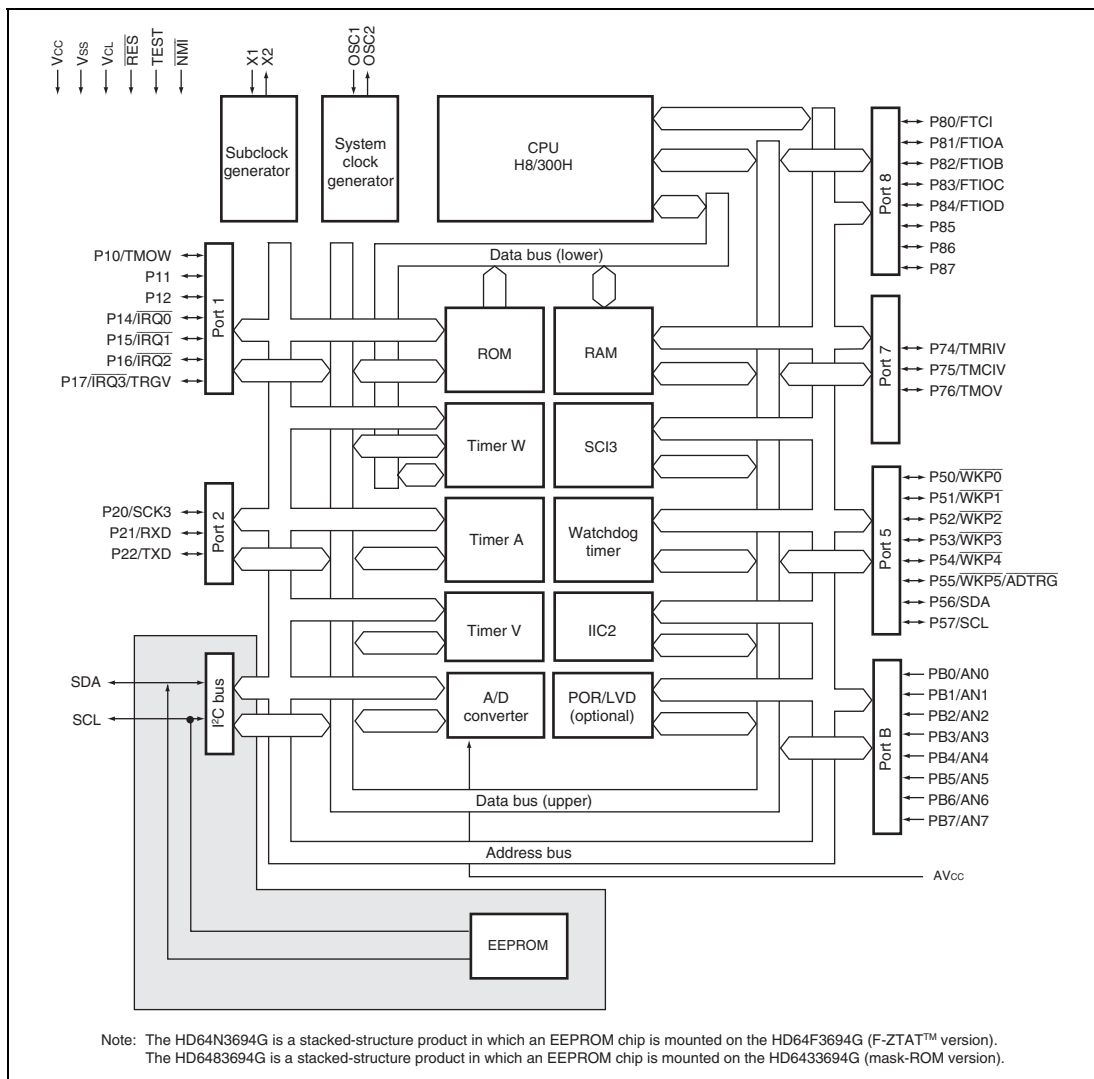 VCC
VSS
VCL
RES
TEST
NMI
X1
X2
OSC1
OSC2
Subclock
generator
System
clock
generator
CPU
H8/300H
Data bus (lower)
Port 1
P10/TMOW
P11
P12
P14/IRQ0
P15/IRQ1
P16/IRQ2
P17/IRQ3/TRGV
Port 2
P20/SCK3
P21/RXD
P22/TXD
I²C bus
SDA
SCL
ROM
RAM
Timer W
SCI3
Timer A
Watchdog
timer
Timer V
IIC2
A/D
converter
POR/LVD
(optional)
Port 8
P80/FTCI
P81/FTIOA
P82/FTIOB
P83/FTIOC
P84/FTIOD
P85
P86
P87
Port 7
P74/TMRIV
P75/TMCIV
P76/TMOV
Port 5
P50/WKP0
P51/WKP1
P52/WKP2
P53/WKP3
P54/WKP4
P55/WKP5/ADTRG
P56/SDA
P57/SCL
Port B
PB0/AN0
PB1/AN1
PB2/AN2
PB3/AN3
PB4/AN4
PB5/AN5
PB6/AN6
PB7/AN7
Data bus (upper)
Address bus
AVCC
EEPROM
Note: The HD64N3694G is a stacked-structure product in which an EEPROM chip is mounted on the HD64F3694G (F-ZTAT™ version).
The HD6483694G is a stacked-structure product in which an EEPROM chip is mounted on the HD6433694G (mask-ROM version).